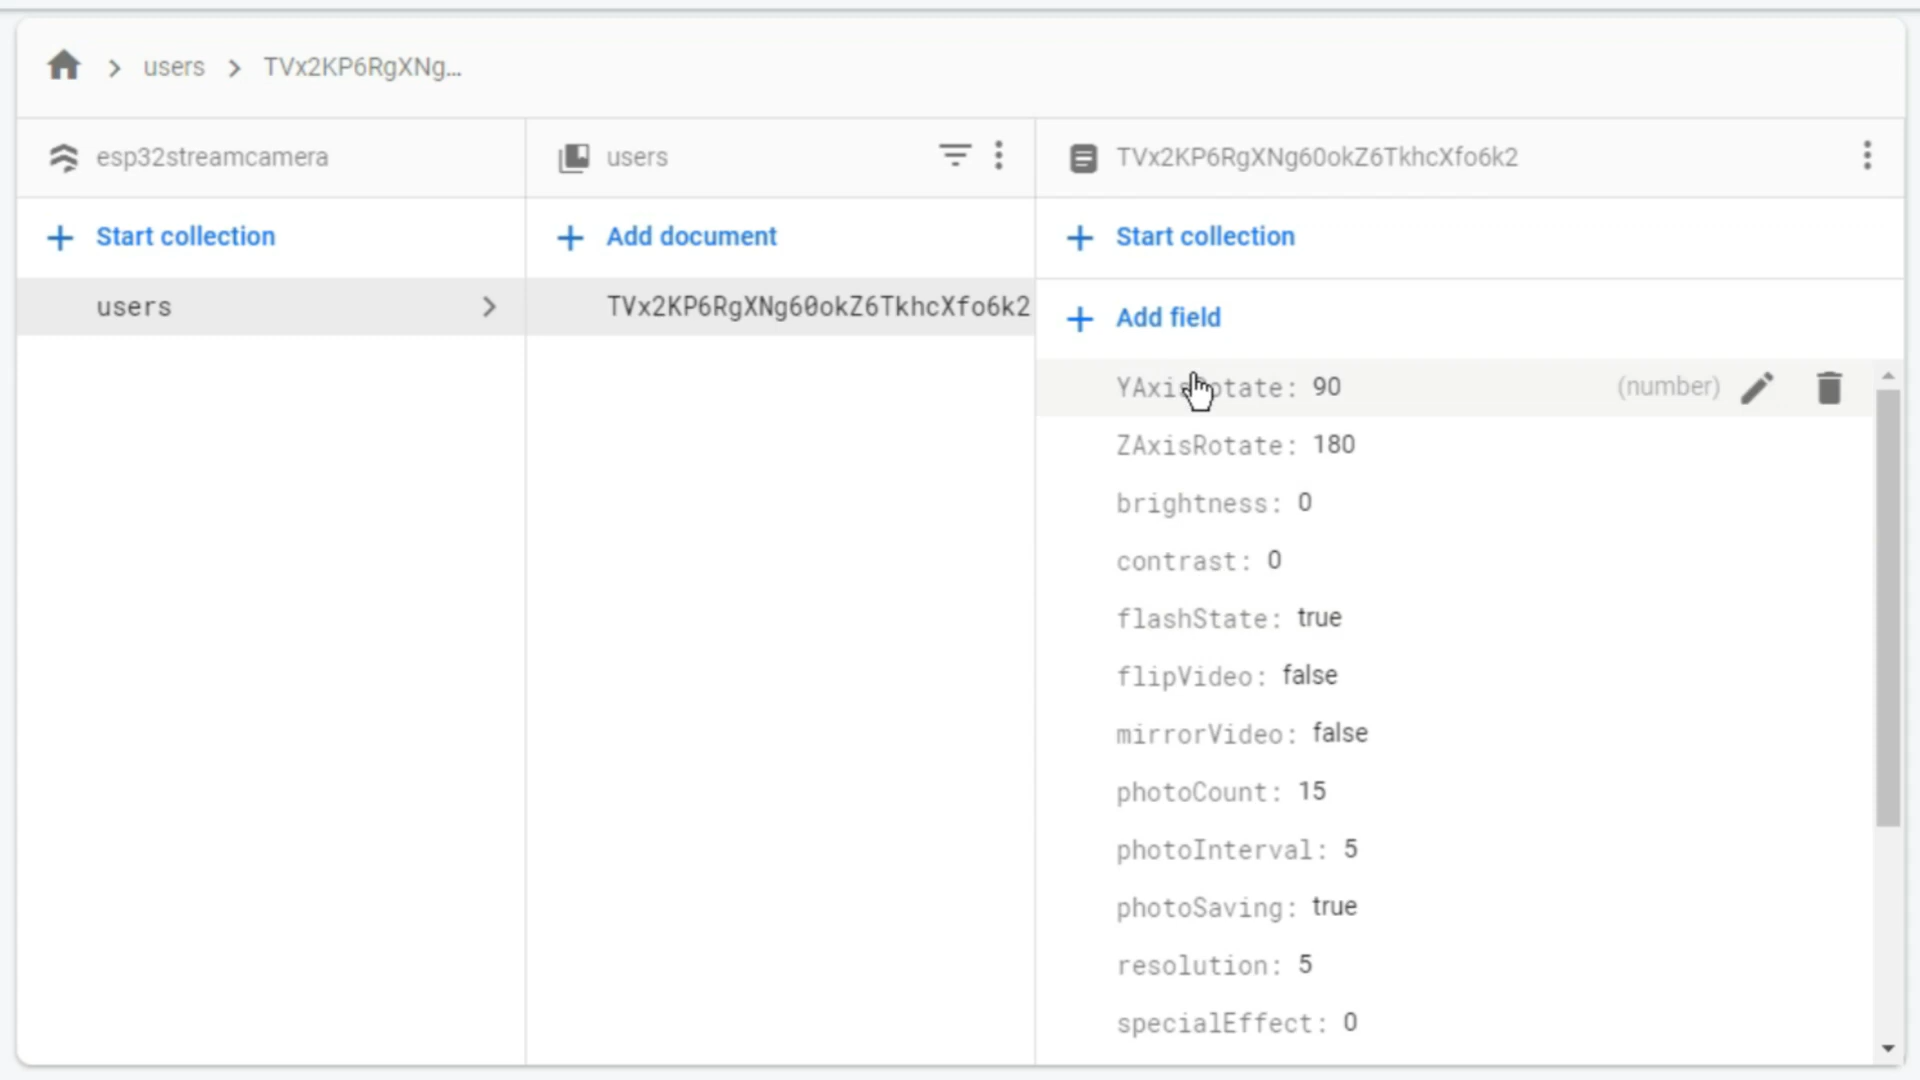 users TVx2KP6RgXNg...
esp32streamcamera
Start collection
users
users
Add document
TVx2KP6RgXNg60okZ6TkhcXfo6k2
TVx2KP6RgXNg60okZ6TkhcXfo6k2
Start collection
Add field
YAxisRotate: 90 (number)
ZAxisRotate: 180
brightness: 0
contrast: 0
flashState: true
flipVideo: false
mirrorVideo: false
photoCount: 15
photoInterval: 5
photoSaving: true
resolution: 5
specialEffect: 0